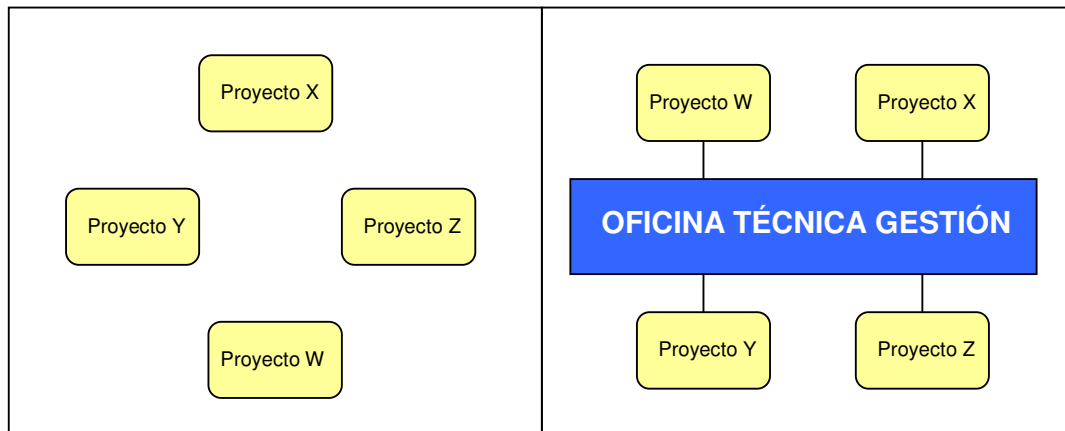 Proyecto X
Proyecto Y
Proyecto Z
Proyecto W
Proyecto W
Proyecto X
OFICINA TÉCNICA GESTIÓN
Proyecto Y
Proyecto Z